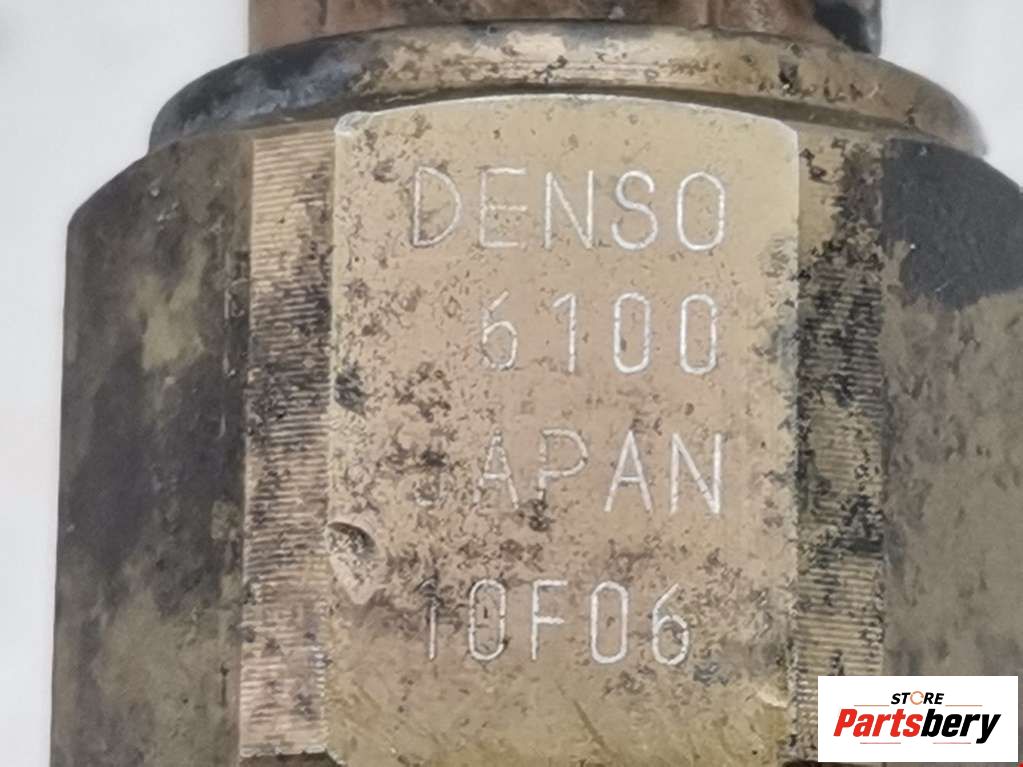 DENSO
6100
JAPAN
10F06
STORE
Partsbery